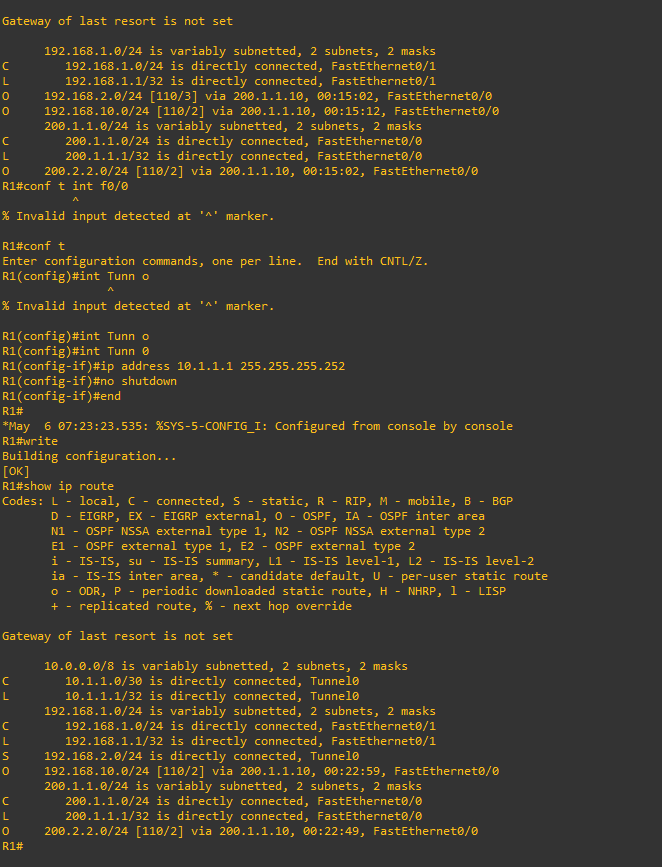 Gateway of last resort is not set

      192.168.1.0/24 is variably subnetted, 2 subnets, 2 masks
C        192.168.1.0/24 is directly connected, FastEthernet0/1
L        192.168.1.1/32 is directly connected, FastEthernet0/1
O     192.168.2.0/24 [110/3] via 200.1.1.10, 00:15:02, FastEthernet0/0
O     192.168.10.0/24 [110/2] via 200.1.1.10, 00:15:12, FastEthernet0/0
      200.1.1.0/24 is variably subnetted, 2 subnets, 2 masks
C        200.1.1.0/24 is directly connected, FastEthernet0/0
L        200.1.1.1/32 is directly connected, FastEthernet0/0
O     200.2.2.0/24 [110/2] via 200.1.1.10, 00:15:02, FastEthernet0/0
R1#conf t int f0/0
          ^
% Invalid input detected at '^' marker.

R1#conf t
Enter configuration commands, one per line.  End with CNTL/Z.
R1(config)#int Tunn o
               ^
% Invalid input detected at '^' marker.

R1(config)#int Tunn o
R1(config)#int Tunn 0
R1(config-if)#ip address 10.1.1.1 255.255.255.252
R1(config-if)#no shutdown
R1(config-if)#end
R1#
*May  6 07:23:23.535: %SYS-5-CONFIG_I: Configured from console by console
R1#write
Building configuration...
[OK]
R1#show ip route
Codes: L - local, C - connected, S - static, R - RIP, M - mobile, B - BGP
       D - EIGRP, EX - EIGRP external, O - OSPF, IA - OSPF inter area
       N1 - OSPF NSSA external type 1, N2 - OSPF NSSA external type 2
       E1 - OSPF external type 1, E2 - OSPF external type 2
       i - IS-IS, su - IS-IS summary, L1 - IS-IS level-1, L2 - IS-IS level-2
       ia - IS-IS inter area, * - candidate default, U - per-user static route
       o - ODR, P - periodic downloaded static route, H - NHRP, l - LISP
       + - replicated route, % - next hop override

Gateway of last resort is not set

      10.0.0.0/8 is variably subnetted, 2 subnets, 2 masks
C        10.1.1.0/30 is directly connected, Tunnel0
L        10.1.1.1/32 is directly connected, Tunnel0
      192.168.1.0/24 is variably subnetted, 2 subnets, 2 masks
C        192.168.1.0/24 is directly connected, FastEthernet0/1
L        192.168.1.1/32 is directly connected, FastEthernet0/1
S     192.168.2.0/24 is directly connected, Tunnel0
O     192.168.10.0/24 [110/2] via 200.1.1.10, 00:22:59, FastEthernet0/0
      200.1.1.0/24 is variably subnetted, 2 subnets, 2 masks
C        200.1.1.0/24 is directly connected, FastEthernet0/0
L        200.1.1.1/32 is directly connected, FastEthernet0/0
O     200.2.2.0/24 [110/2] via 200.1.1.10, 00:22:49, FastEthernet0/0
R1#